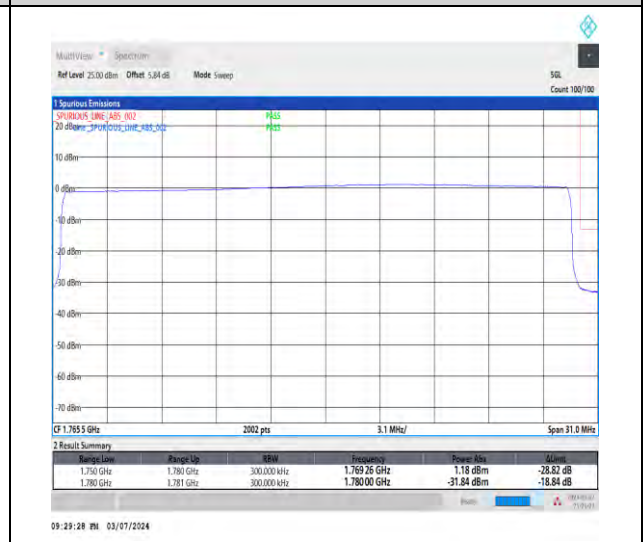 MultiView Spectrum
Ref Level 25.00 dBm Offset 5.84 dB Mode Sweep SGL
Count 100/100
1 Spurious Emissions
SPURIOUS_LINE_ABS_002 PASS
20 dBm Line _SPURIOUS_LINE_ABS_002 PASS
10 dBm
0 dBm
-10 dBm
-20 dBm
-30 dBm
-40 dBm
-50 dBm
-60 dBm
-70 dBm
CF 1.765 5 GHz 2002 pts 3.1 MHz/ Span 31.0 MHz
2 Result Summary
Range Low Range Up RBW Frequency Power Abs ΔLimit
1.750 GHz 1.780 GHz 300.000 kHz 1.769 26 GHz 1.18 dBm -28.82 dB
1.780 GHz 1.781 GHz 300.000 kHz 1.780 00 GHz -31.84 dBm -18.84 dB
09:29:28 PM 03/07/2024